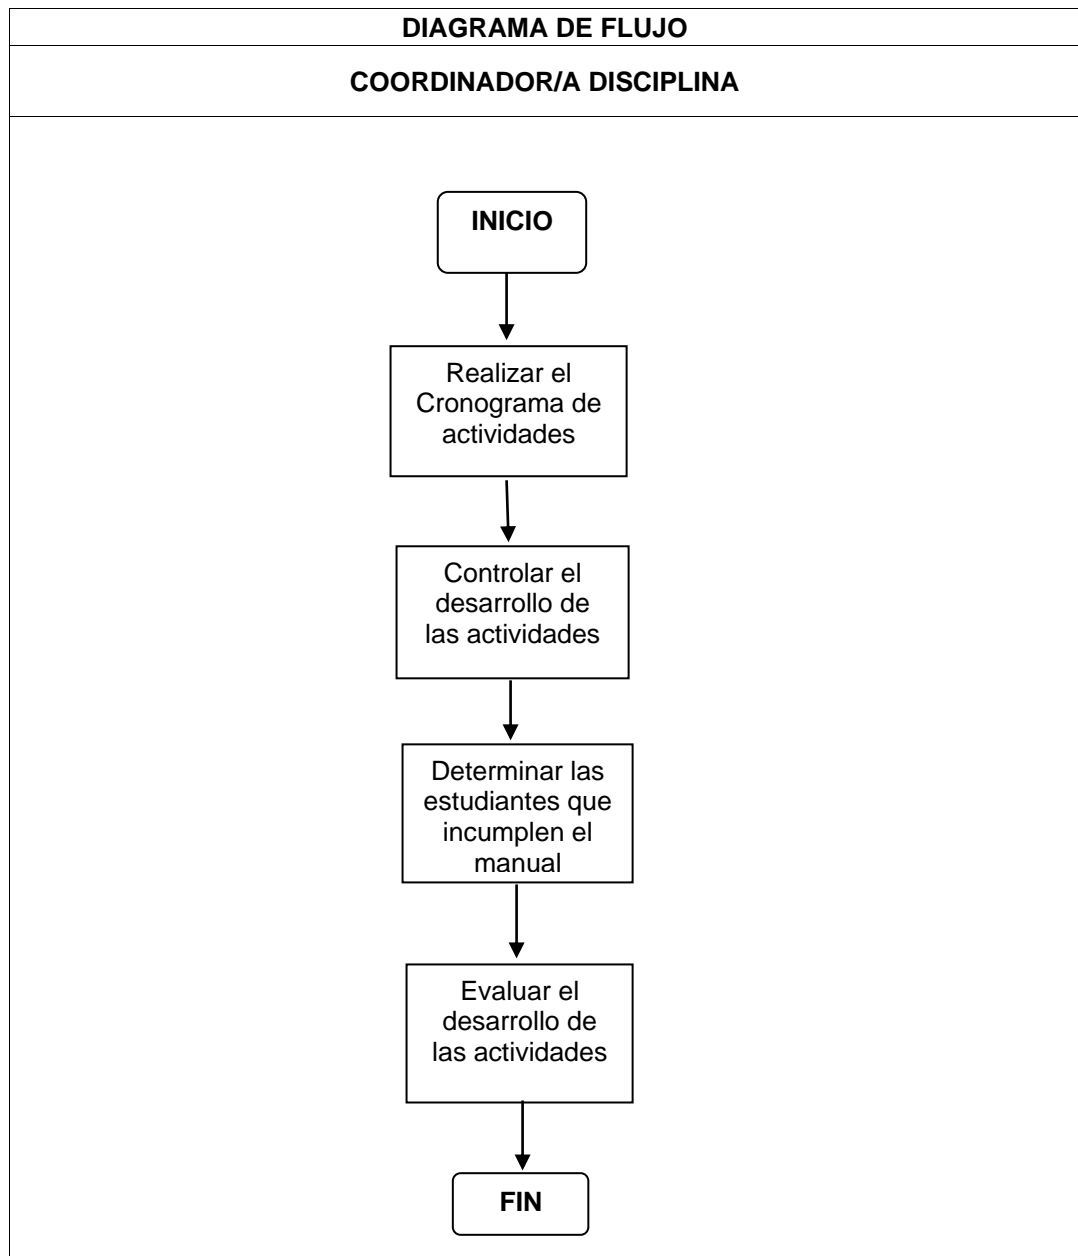 DIAGRAMA DE FLUJO
COORDINADOR/A DISCIPLINA
INICIO
Realizar el
Cronograma de
actividades
Controlar el
desarrollo de
las actividades
Determinar las
estudiantes que
incumplen el
manual
Evaluar el
desarrollo de
las actividades
FIN